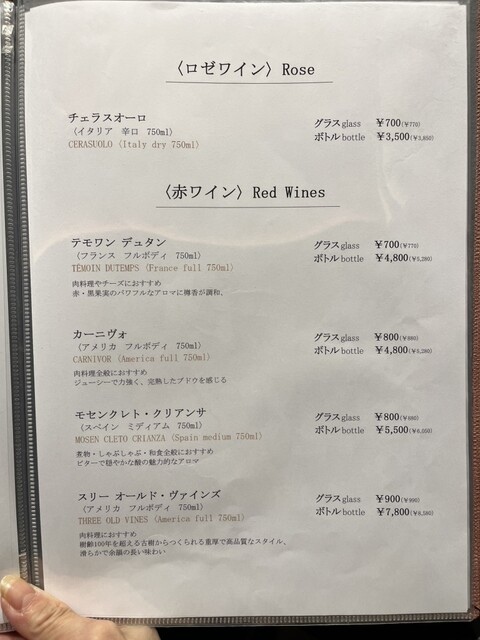 〈ロゼワイン〉 Rose
チェラスオーロ
〈イタリア 辛口 750ml〉
CERASUOLO〈Italy dry 750ml〉
グラスglass ¥700(¥770)
ボトルbottle ¥3,500(¥3,850)
〈赤ワイン〉 Red Wines
テモワン デュタン
〈フランス フルボディ 750ml〉
TÉMOIN DUTEMPS〈France full 750ml〉
グラスglass ¥700(¥770)
ボトルbottle ¥4,800(¥5,280)
肉料理やチーズにおすすめ
赤・黒果実のパワフルなアロマに樽香が調和。
カーニヴォ
〈アメリカ フルボディ 750ml〉
CARNIVOR〈America full 750ml〉
グラスglass ¥800(¥880)
ボトルbottle ¥4,800(¥5,280)
肉料理全般におすすめ
ジューシーで力強く、完熟したブドウを感じる
モセンクレト・クリアンサ
〈スペイン ミディアム 750ml〉
MOSEN CLETO CRIANZA〈Spain medium 750ml〉
グラスglass ¥800(¥880)
ボトルbottle ¥5,500(¥6,050)
煮物・しゃぶしゃぶ・和食全般におすすめ
ビターで穏やかな酸の魅力的なアロマ
スリー オールド・ヴァインズ
〈アメリカ フルボディ 750ml〉
THREE OLD VINES〈America full 750ml〉
グラスglass ¥900(¥990)
ボトルbottle ¥7,800(¥8,580)
肉料理におすすめ
樹齢100年を超える古樹からつくられる重厚で高品質なスタイル、
滑らかで余韻の長い味わい